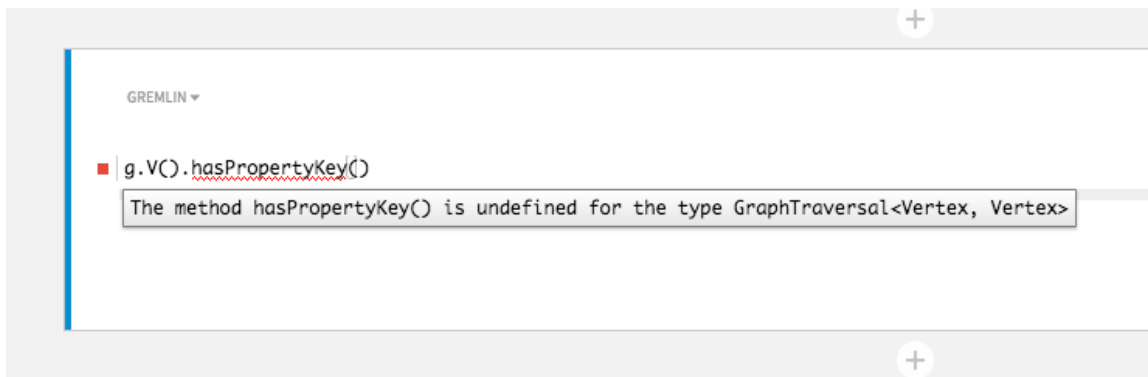 GREMLIN
g.V().hasPropertyKey()
The method hasPropertyKey() is undefined for the type GraphTraversal<Vertex, Vertex>